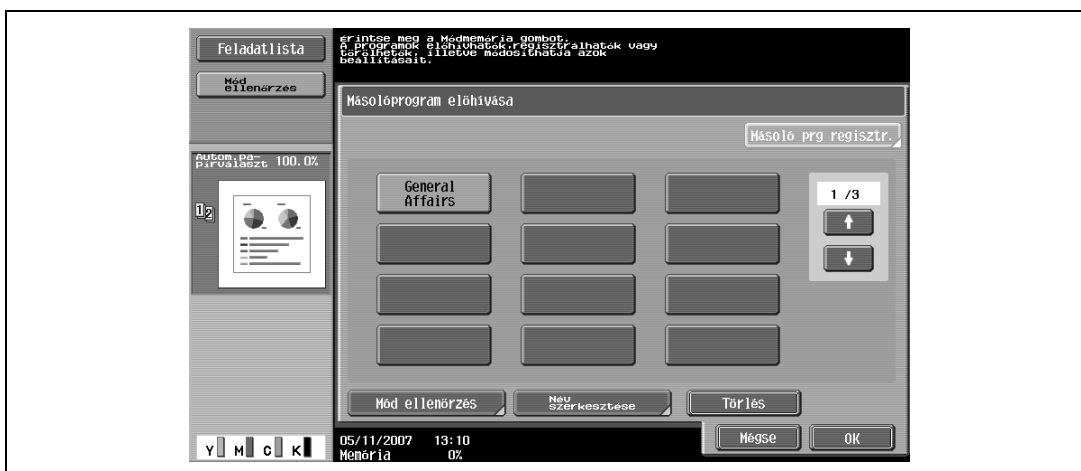 Feladatlista
Mód
ellenőrzés
érintse meg a Módmemória gombot.
A programok előhívhatók,regisztrálhatók vagy
törölhetők, illetve módosíthatja azok
beállításait.
Másolóprogram előhívása
Másoló prg regisztr.
Autom.pa-
pírválaszt 100.0%
1 2
General
Affairs
1 /3
↑
↓
Mód ellenőrzés
Név
szerkesztése
Törlés
Mégse
OK
Y M C K
05/11/2007 13:10
Memória 0%